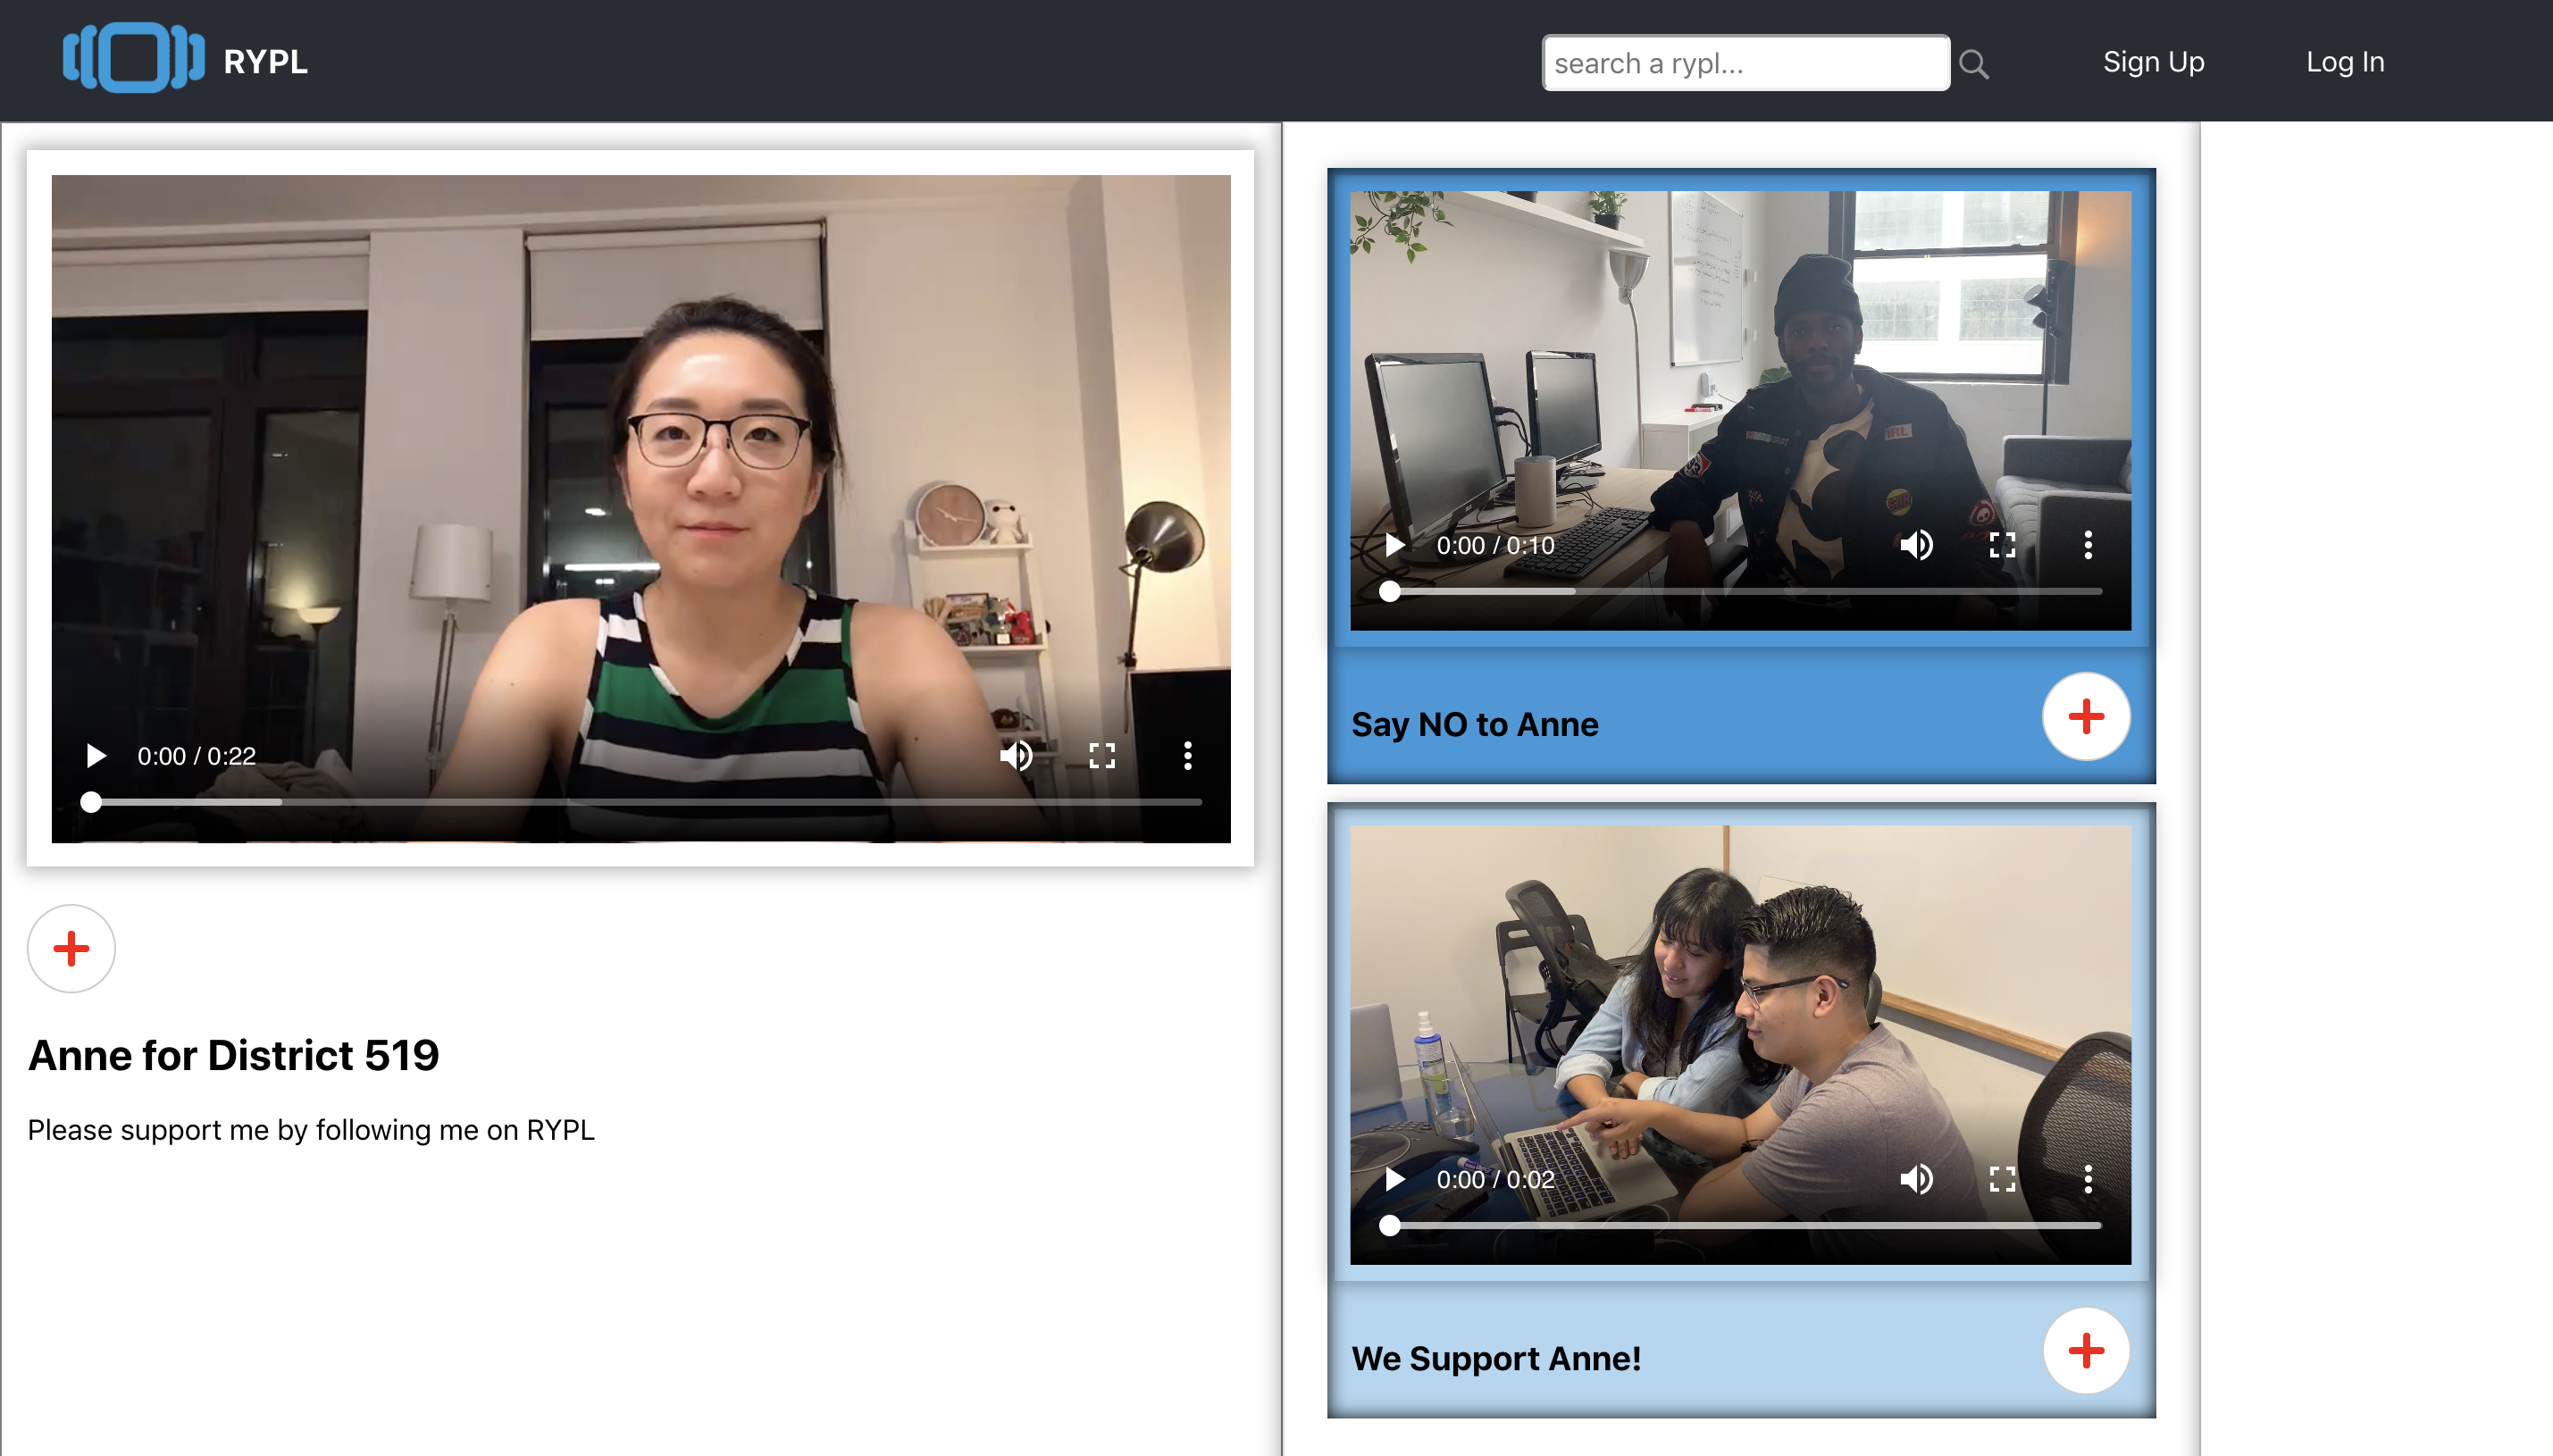 RYPL
search a rypl...
Sign Up
Log In
0:00 / 0:22
Anne for District 519
Please support me by following me on RYPL
0:00 / 0:10
Say NO to Anne
0:00 / 0:02
We Support Anne!